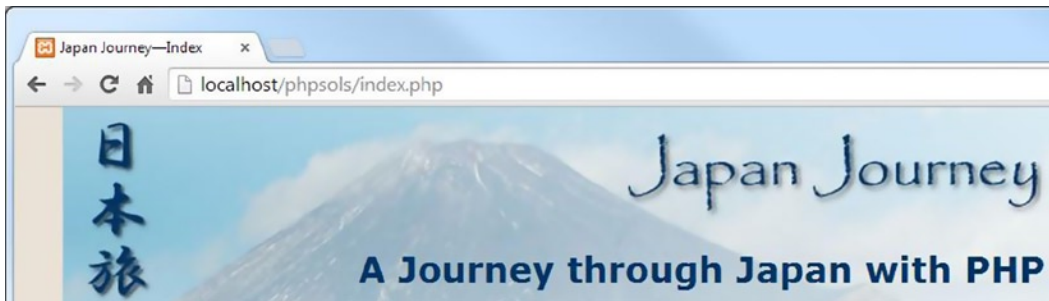 Japan Journey—Index
localhost/phpsols/index.php
日本旅
Japan Journey
A Journey through Japan with PHP